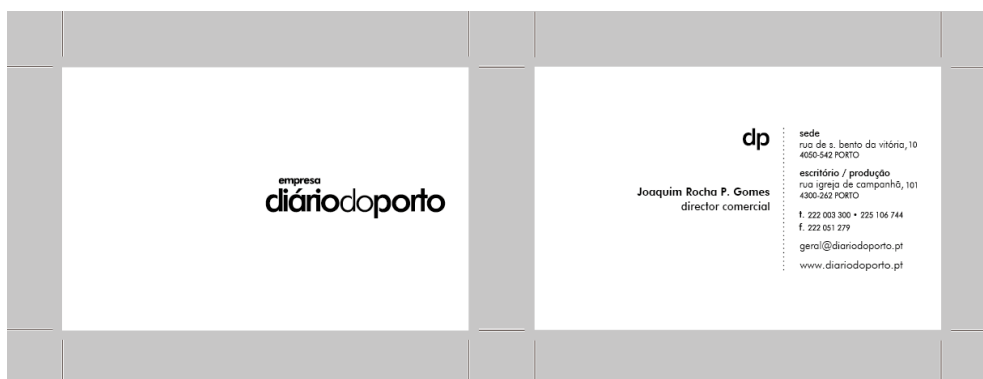 empresa
diáriodoporto
dp
Joaquim Rocha P. Gomes
director comercial
sede
rua de s. bento da vitória, 10
4050-542 PORTO
escritório / produção
rua igreja de campanhã, 101
4300-262 PORTO
t. 222 003 300 • 225 106 744
f. 222 051 279
geral@diariodoporto.pt
www.diariodoporto.pt